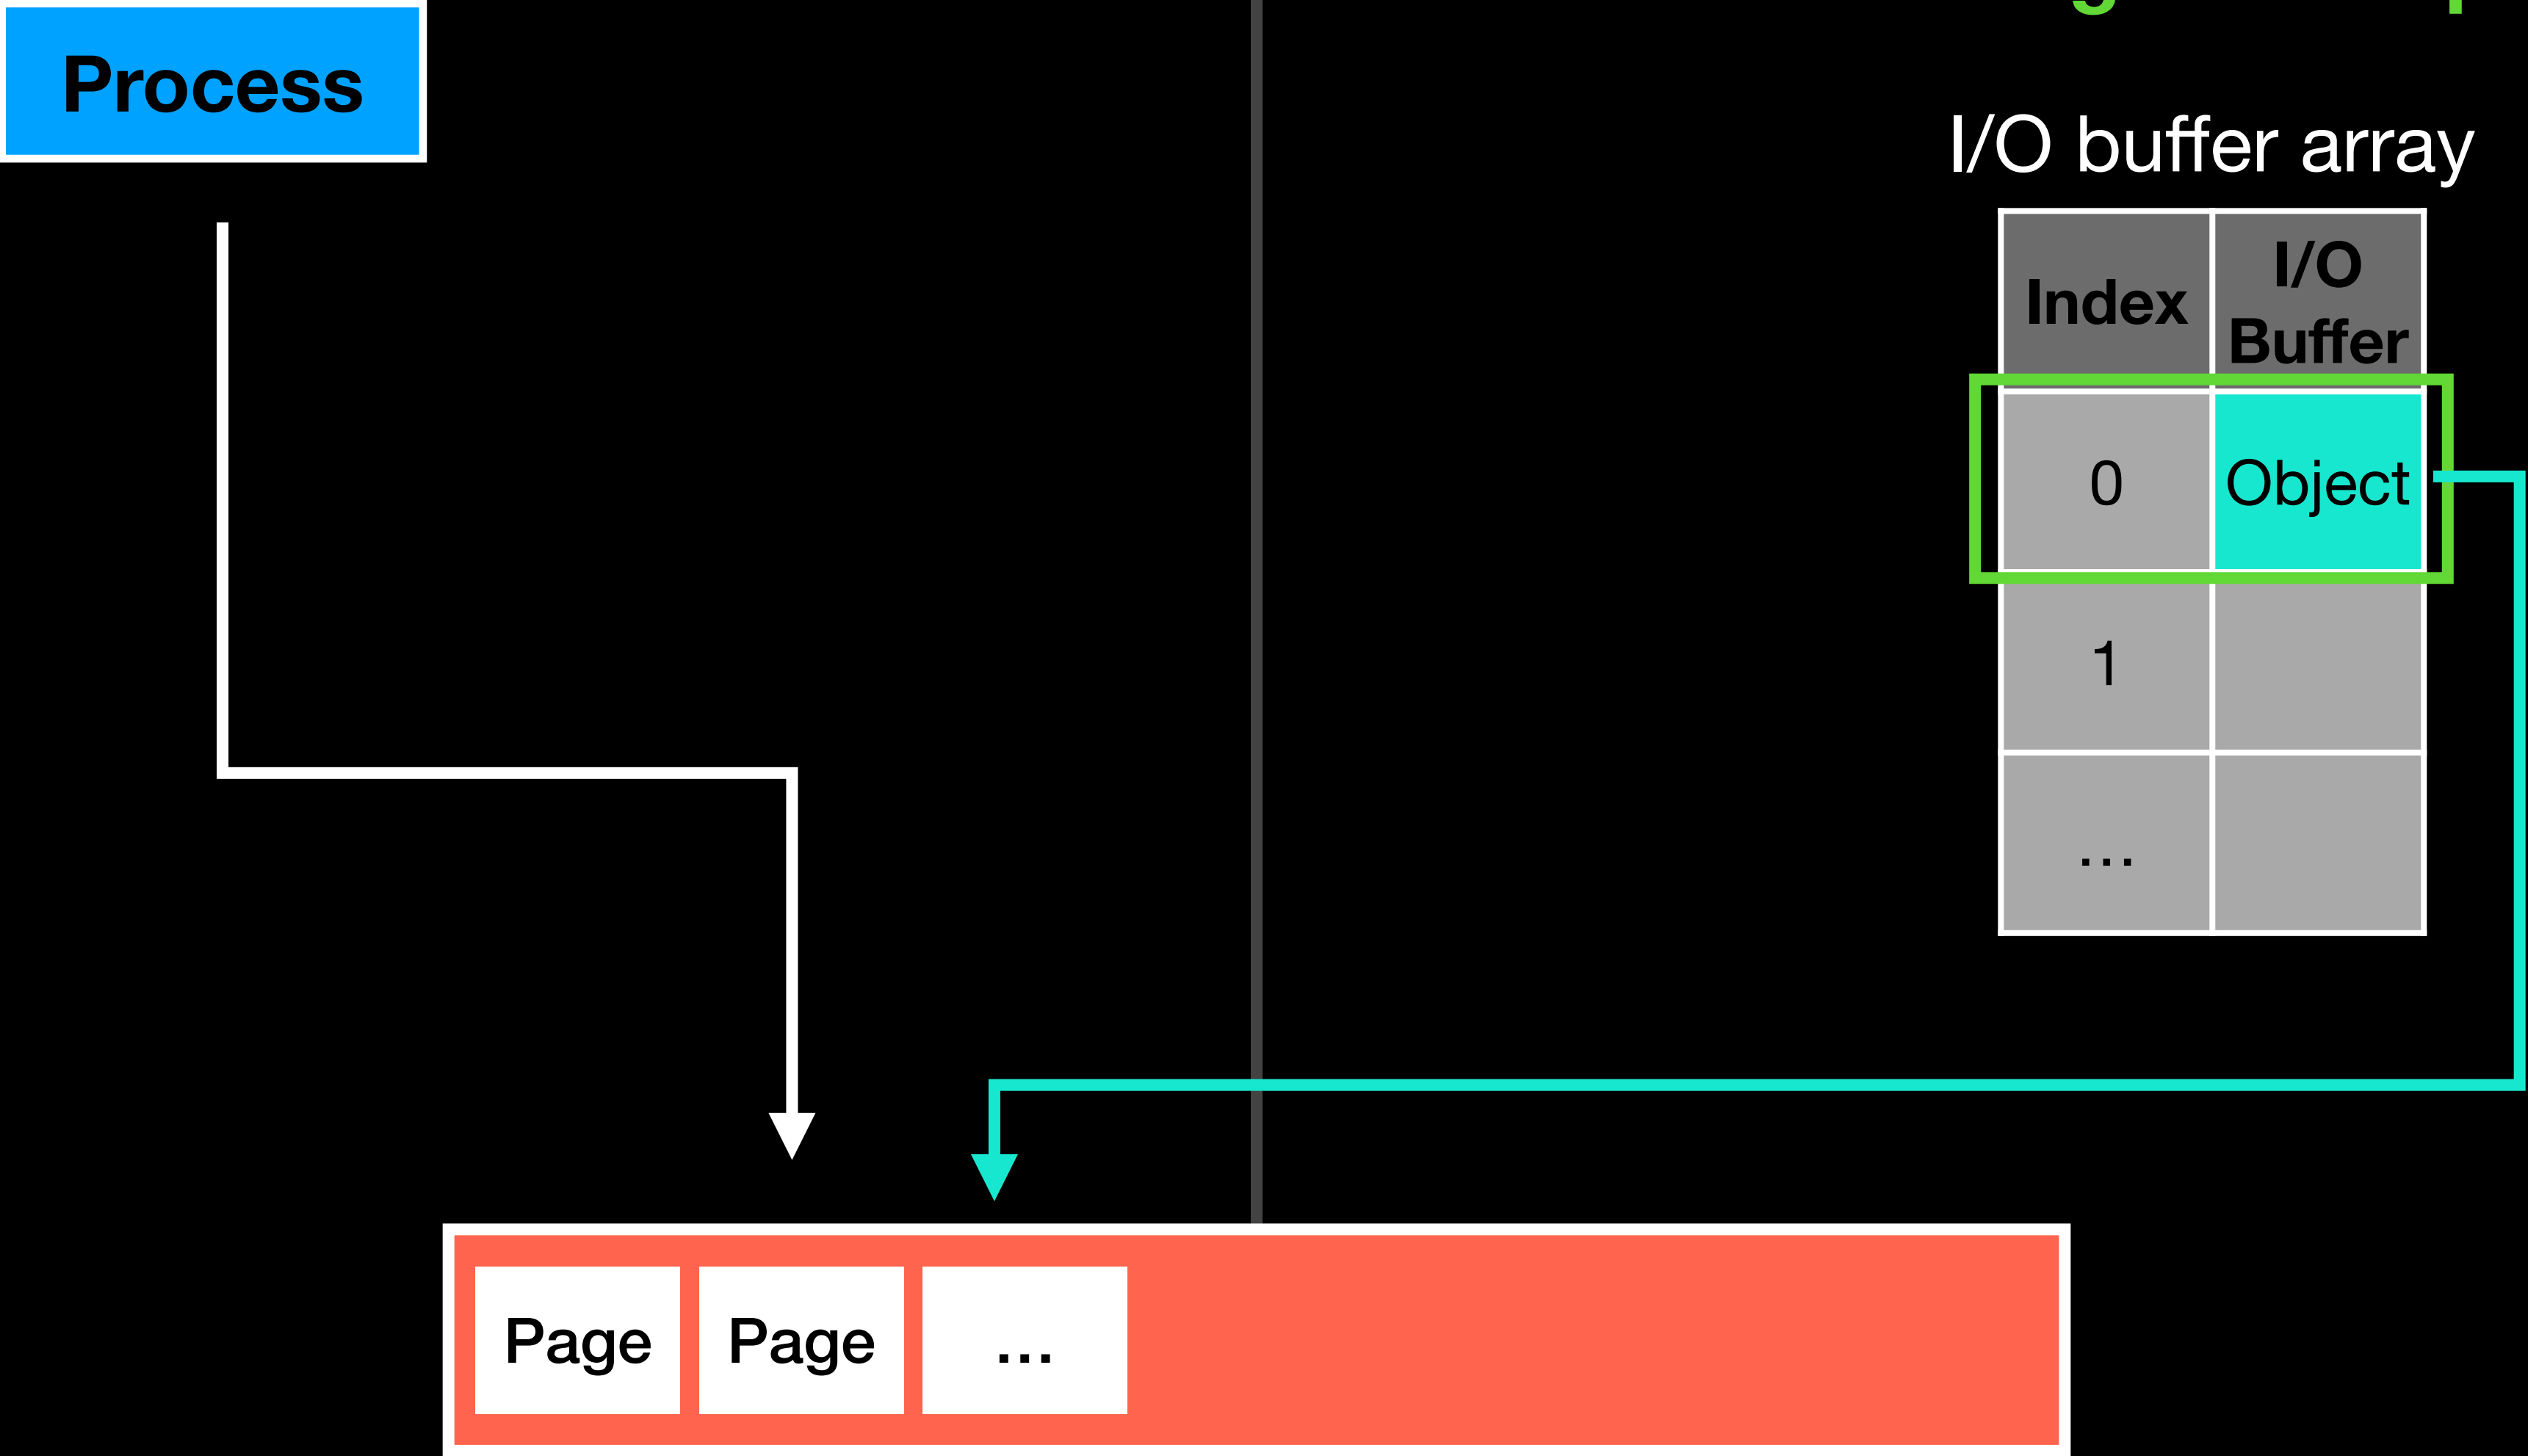 Process
I/O buffer array
Index
I/O
Buffer
0
Object
1
...
Page
Page
...